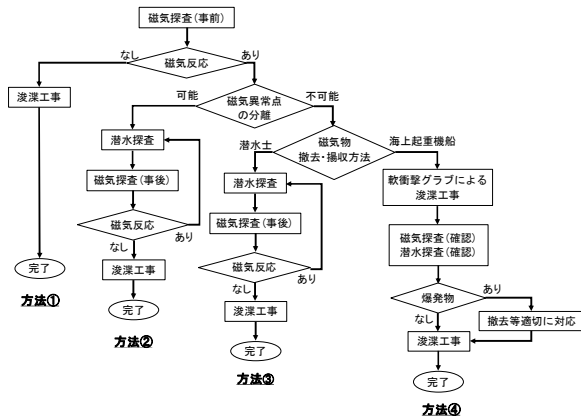 磁気探査(事前)
磁気反応
なし
あり
浚渫工事
完了
方法①
磁気異常点
の分離
可能
不可能
潜水探査
磁気探査(事後)
磁気反応
あり
なし
浚渫工事
完了
方法②
磁気物
撤去・揚収方法
潜水士
海上起重機船
潜水探査
磁気探査(事後)
磁気反応
あり
なし
浚渫工事
完了
方法③
軟衝撃グラブによる
浚渫工事
磁気探査(確認)
潜水探査(確認)
爆発物
あり
なし
撤去等適切に対応
浚渫工事
完了
方法④